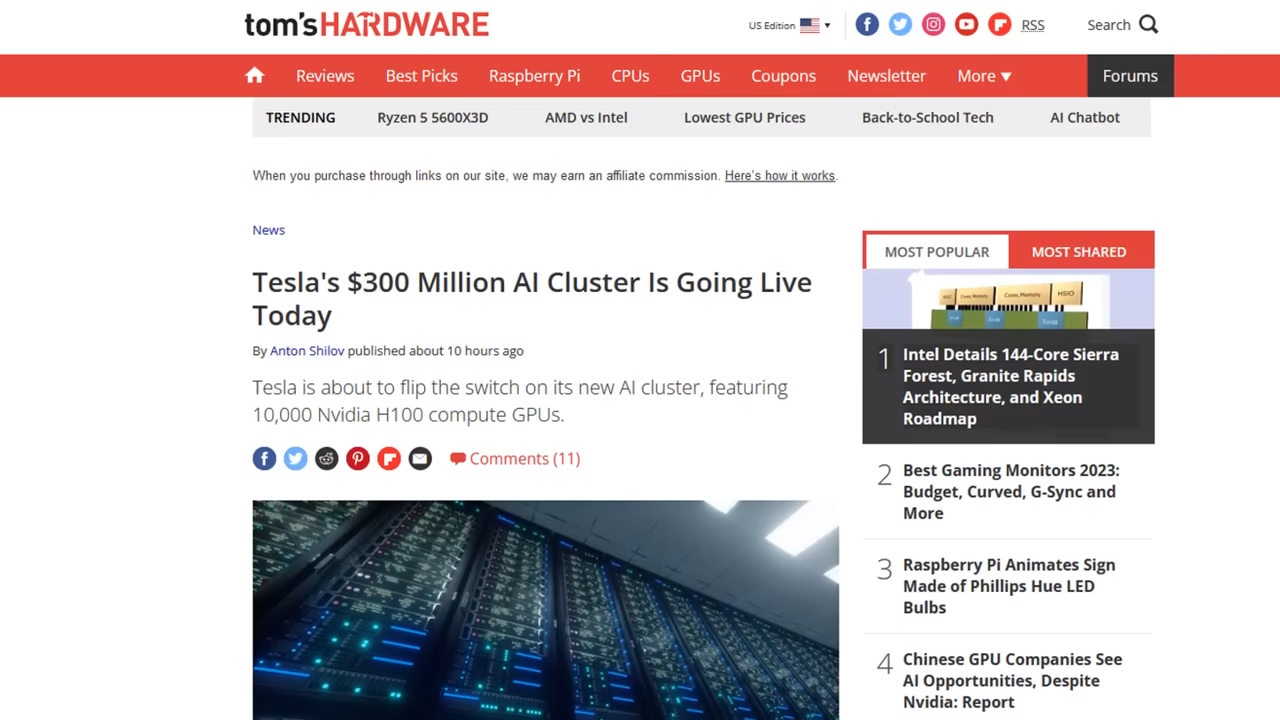 tom'sHARDWARE
US Edition
RSS
Search
Reviews
Best Picks
Raspberry Pi
CPUs
GPUs
Coupons
Newsletter
More
Forums
TRENDING
Ryzen 5 5600X3D
AMD vs Intel
Lowest GPU Prices
Back-to-School Tech
AI Chatbot
When you purchase through links on our site, we may earn an affiliate commission. Here's how it works.
News
Tesla's $300 Million AI Cluster Is Going Live
Today
By Anton Shilov published about 10 hours ago
Tesla is about to flip the switch on its new AI cluster, featuring
10,000 Nvidia H100 compute GPUs.
Comments (11)
MOST POPULAR
MOST SHARED
HSIO
Cores, Memory
Cores, Memory
HSIO
1
Intel Details 144-Core Sierra
Forest, Granite Rapids
Architecture, and Xeon
Roadmap
2
Best Gaming Monitors 2023:
Budget, Curved, G-Sync and
More
3
Raspberry Pi Animates Sign
Made of Phillips Hue LED
Bulbs
4
Chinese GPU Companies See
AI Opportunities, Despite
Nvidia: Report